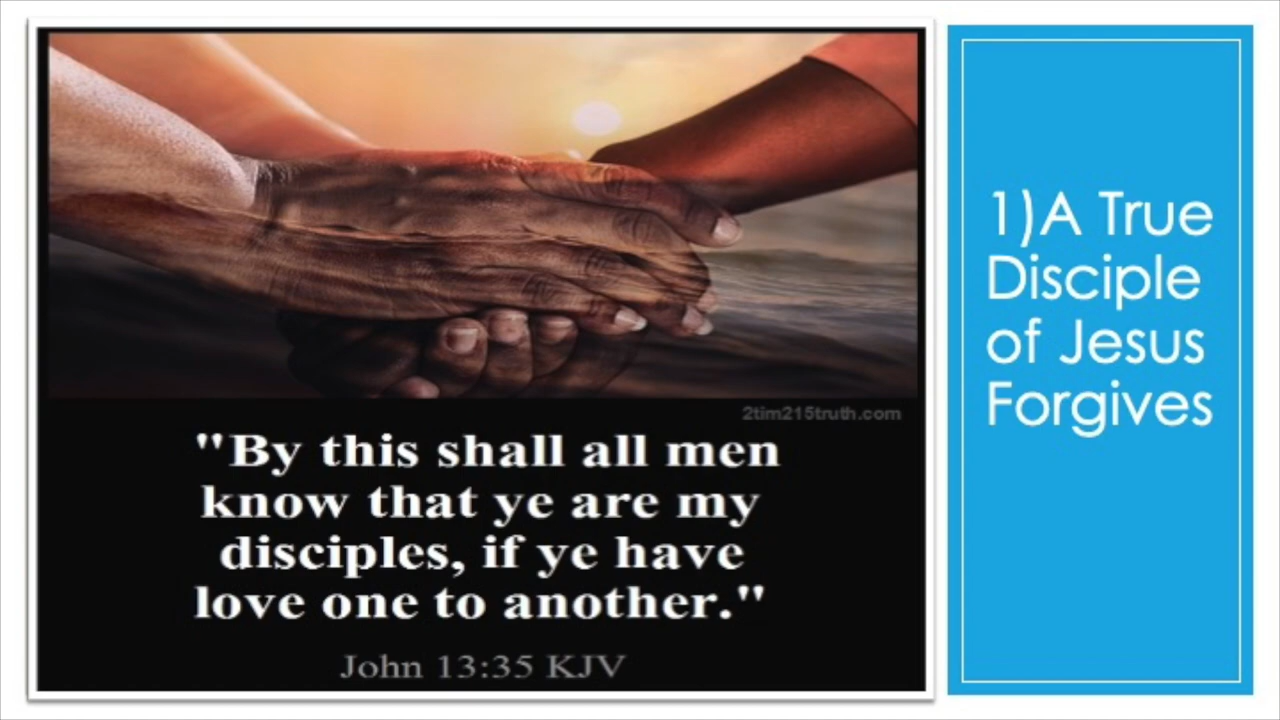 2tim215truth.com
"By this shall all men
know that ye are my
disciples, if ye have
love one to another."
John 13:35 KJV
1)A True
Disciple
of Jesus
Forgives